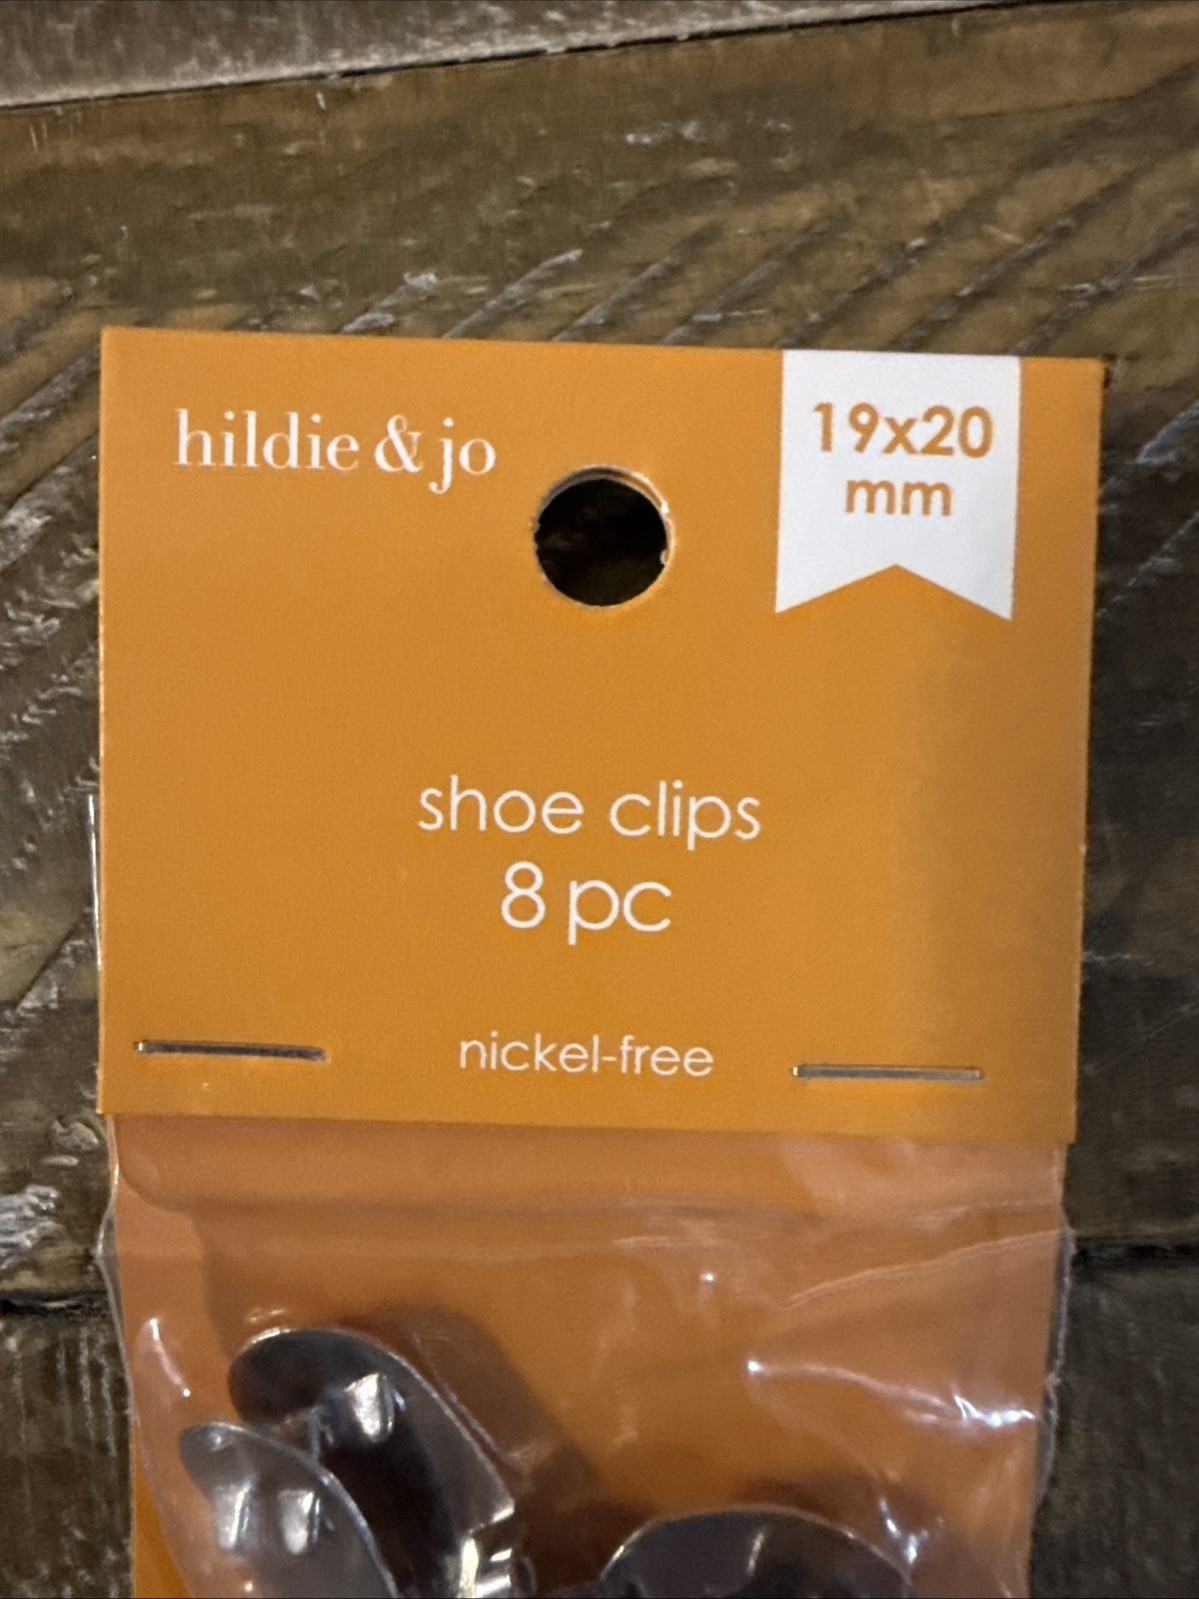 hildie & jo
19x20
mm
shoe clips
8 pc
nickel-free